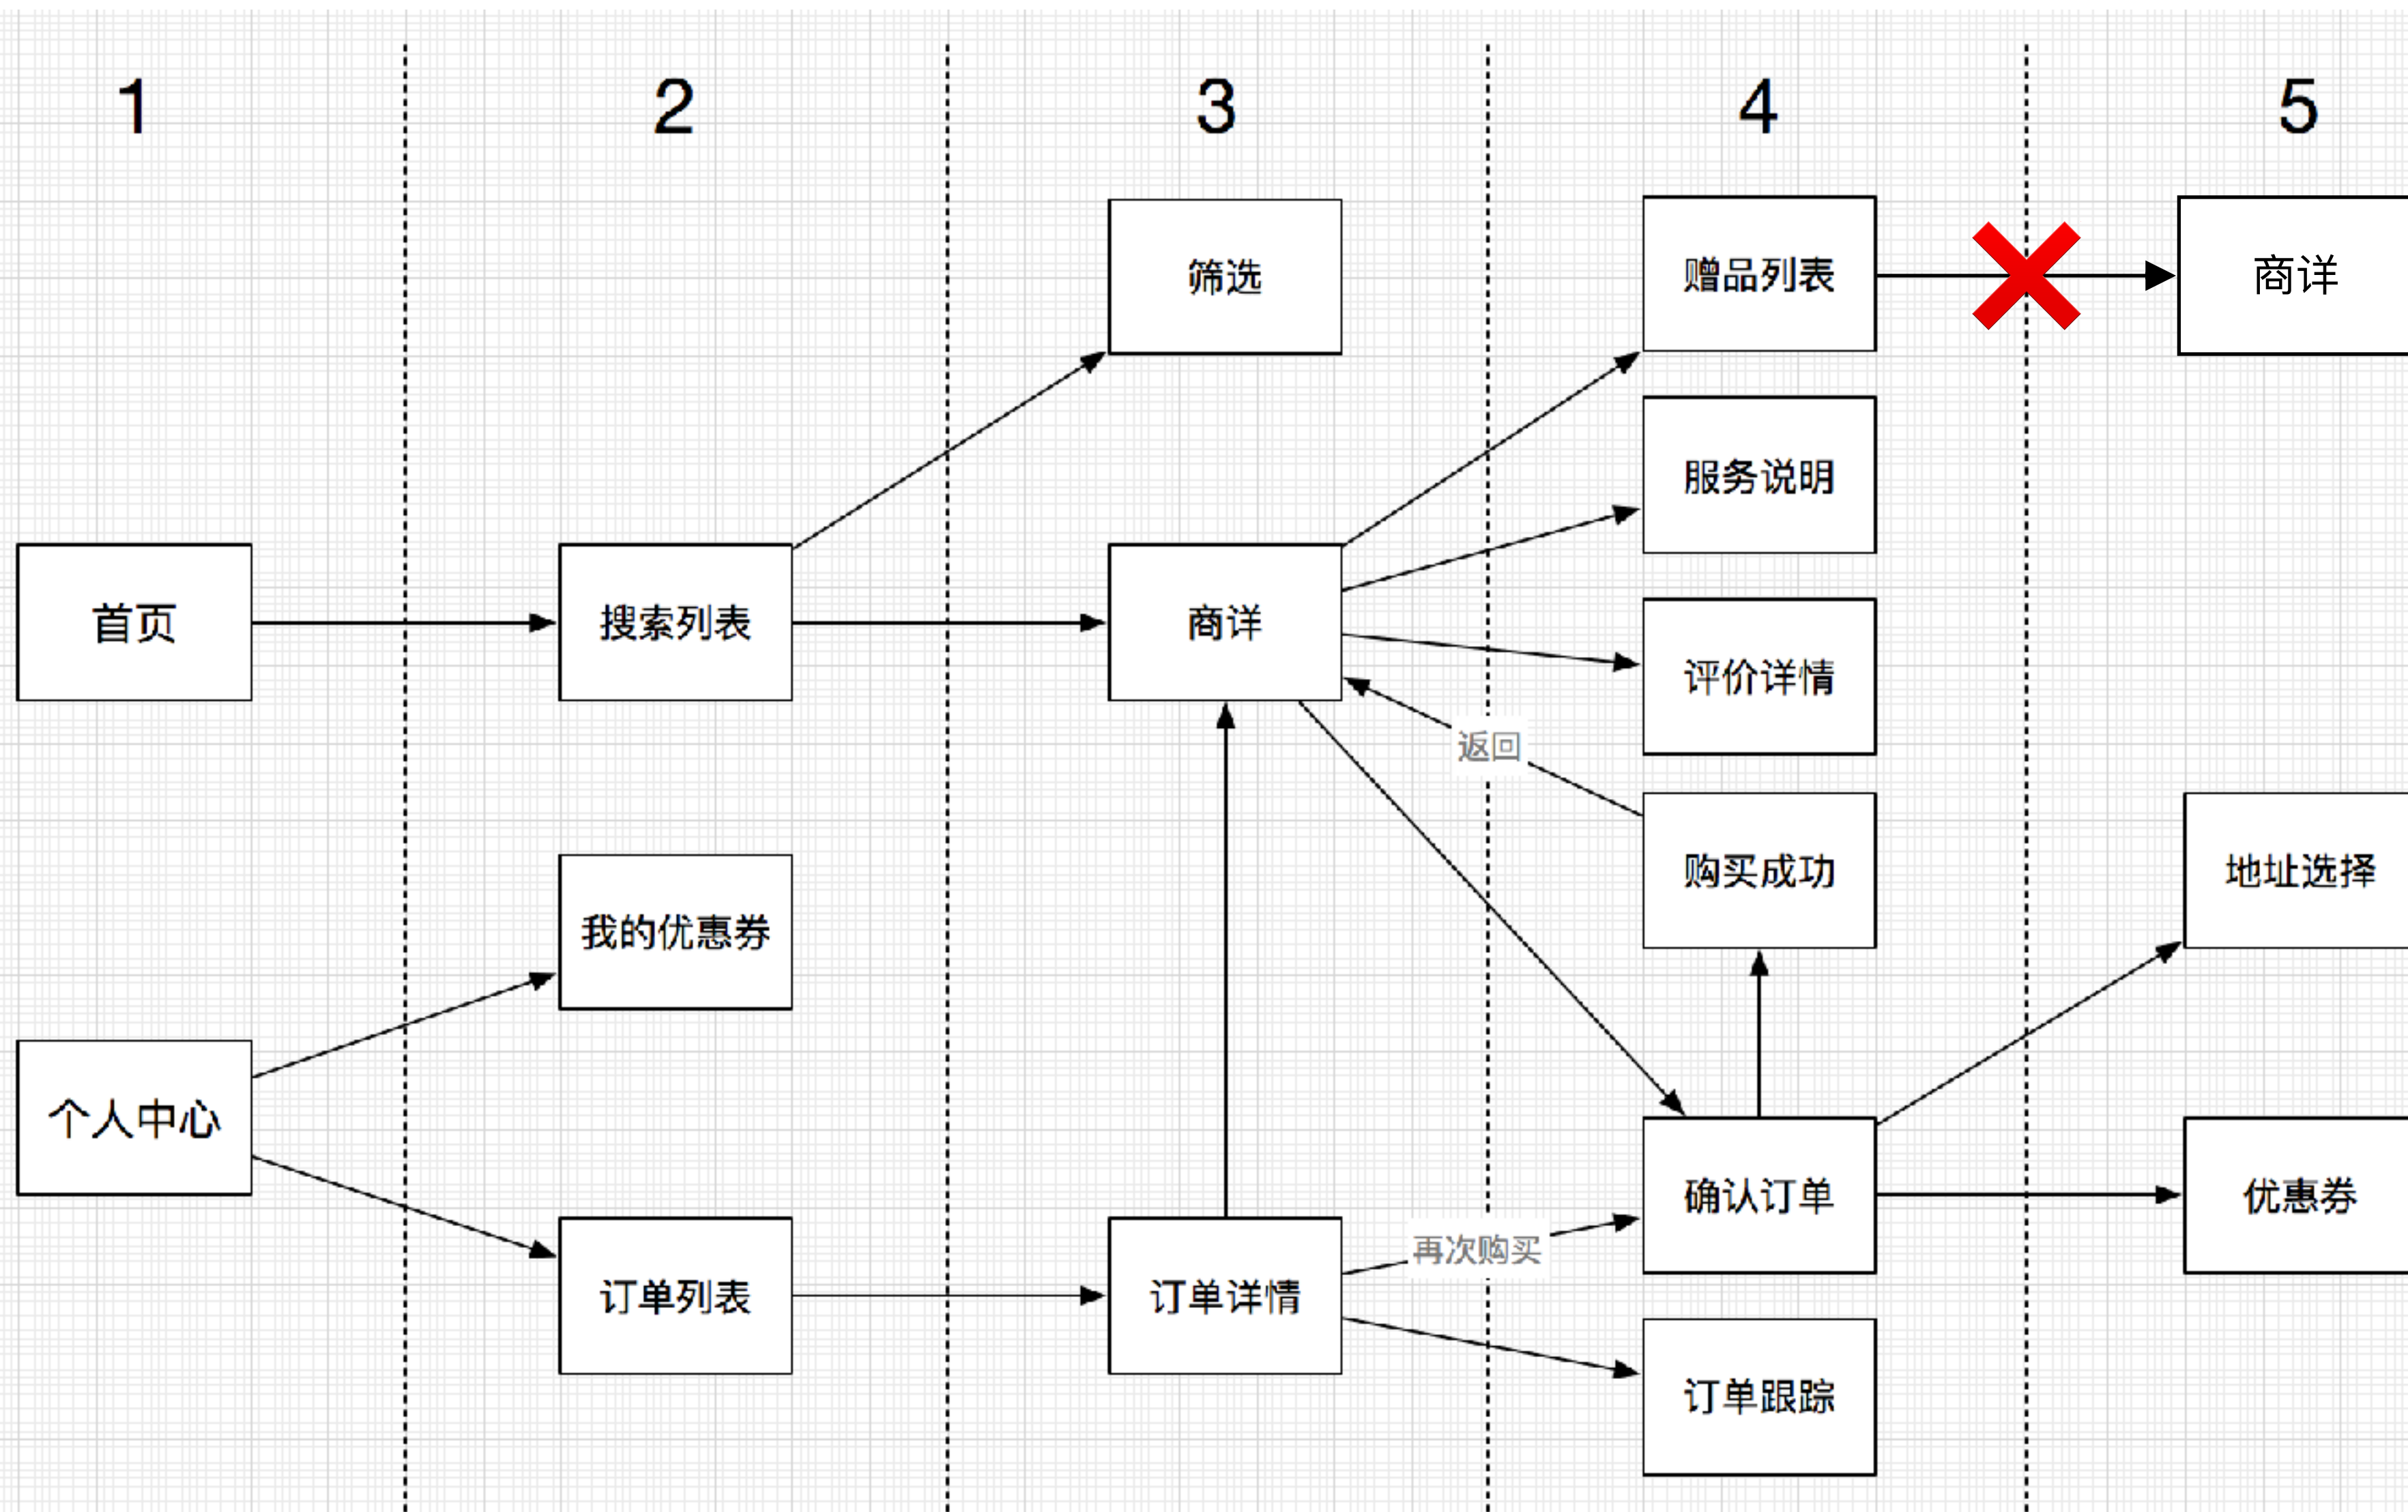 1
2
3
4
5
筛选
赠品列表
商详
服务说明
首页
搜索列表
商详
评价详情
返回
购买成功
地址选择
我的优惠券
个人中心
确认订单
优惠券
再次购买
订单列表
订单详情
订单跟踪